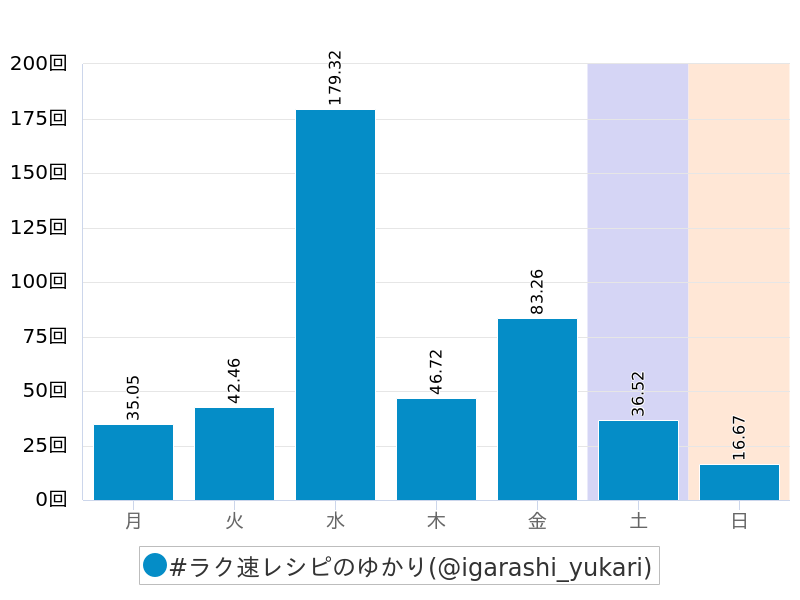 200回
175回
150回
125回
100回
75回
50回
25回
0回
35.05
42.46
179.32
46.72
83.26
36.52
16.67
月 火 水 木 金 土 日
#ラク速レシピのゆかり(@igarashi_yukari)